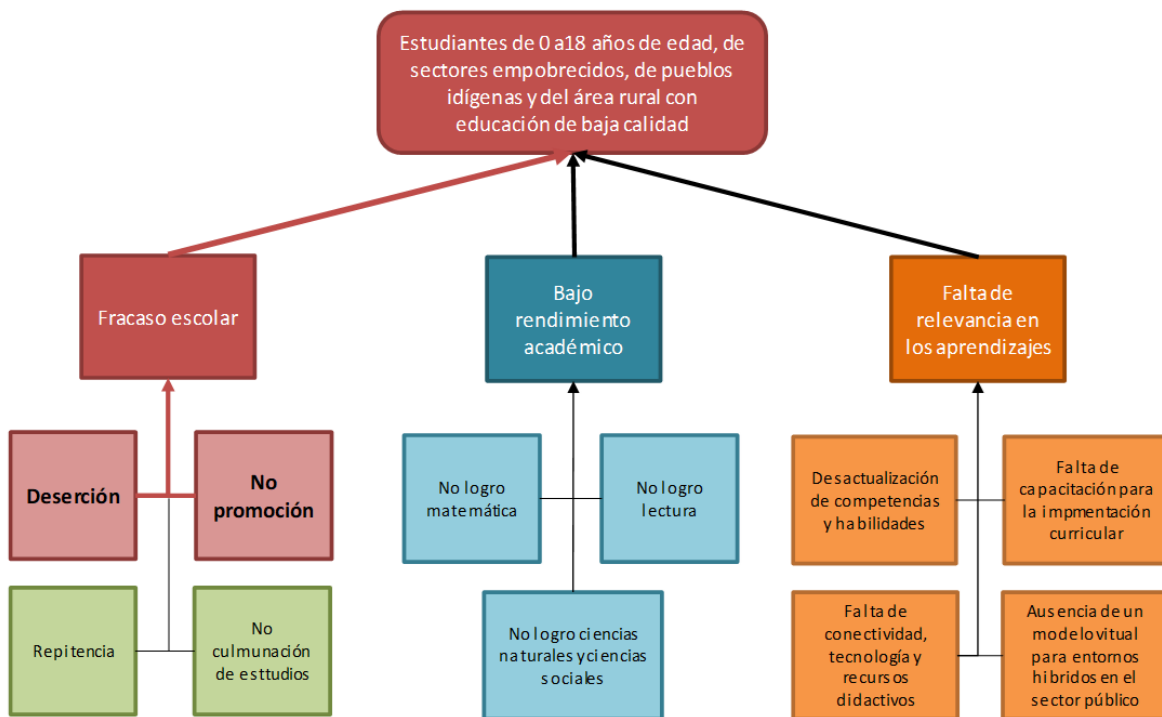 Estudiantes de 0 a18 años de edad, de
sectores empobrecidos, de pueblos
idígenas y del área rural con
educación de baja calidad
Fracaso escolar
Bajo
rendimiento
académico
Falta de
relevancia en
los aprendizajes
Deserción
No
promoción
No logro
matemática
No logro
lectura
Desactualización
de competencias
y habilidades
Falta de
capacitación para
la impmentación
curricular
Repitencia
No
culmunación
de esttudios
No logro ciencias
naturales y ciencias
sociales
Falta de
conectividad,
tecnología y
recursos
didactivos
Ausencia de un
modelo vitual
para entornos
hibridos en el
sector público